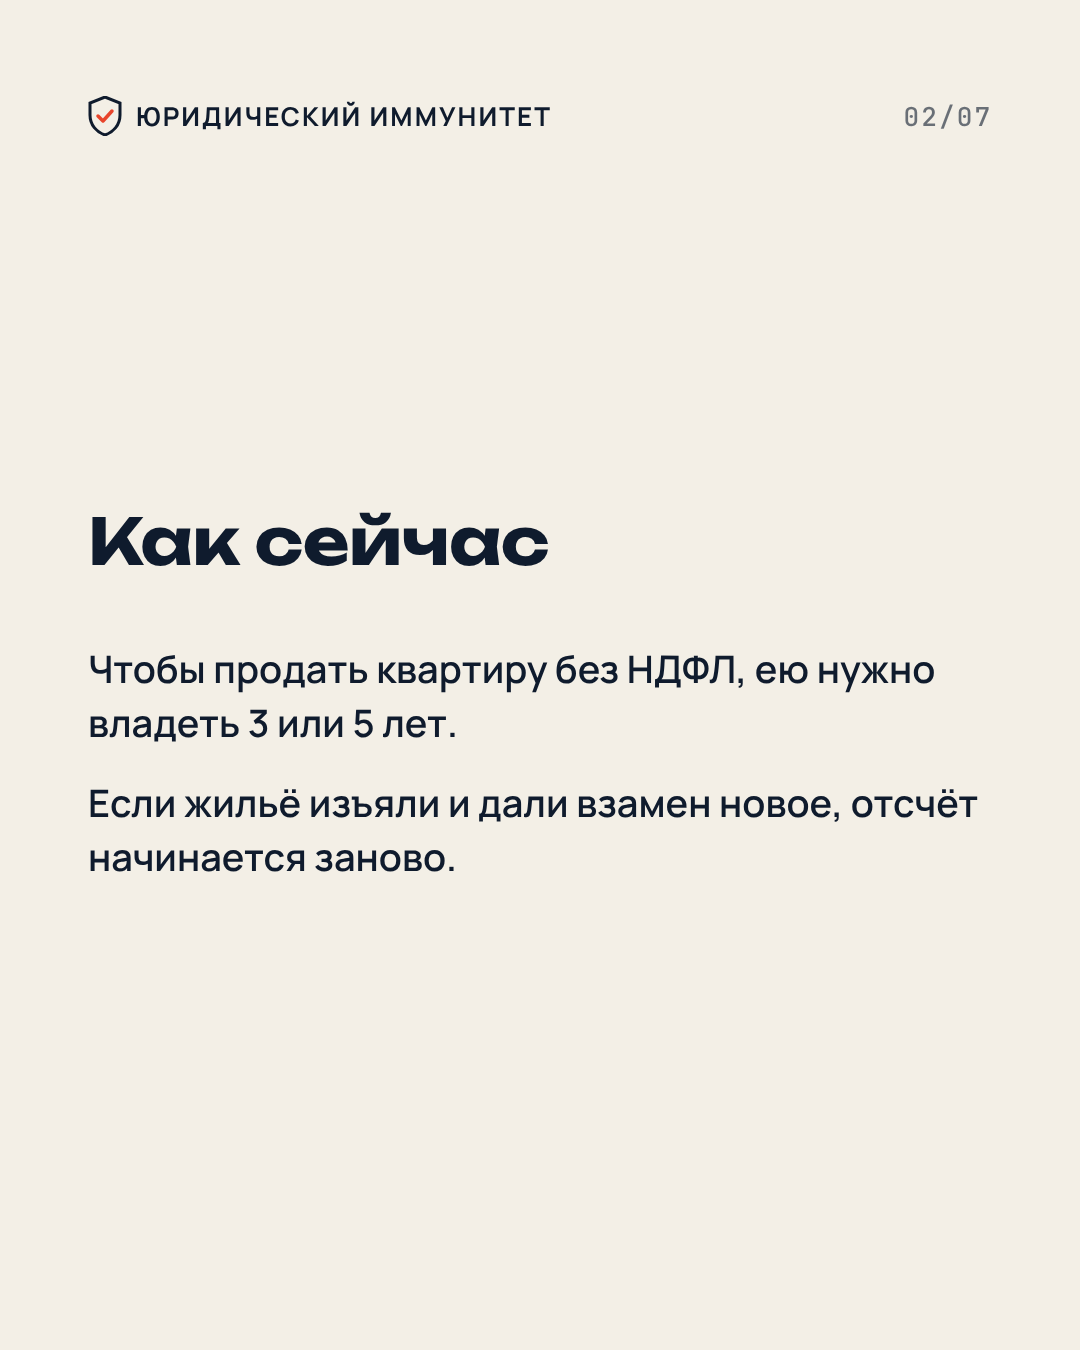 ЮРИДИЧЕСКИЙ ИММУНИТЕТ
02/07
Как сейчас
Чтобы продать квартиру без НДФЛ, ею нужно
владеть 3 или 5 лет.
Если жильё изъяли и дали взамен новое, отсчёт
начинается заново.